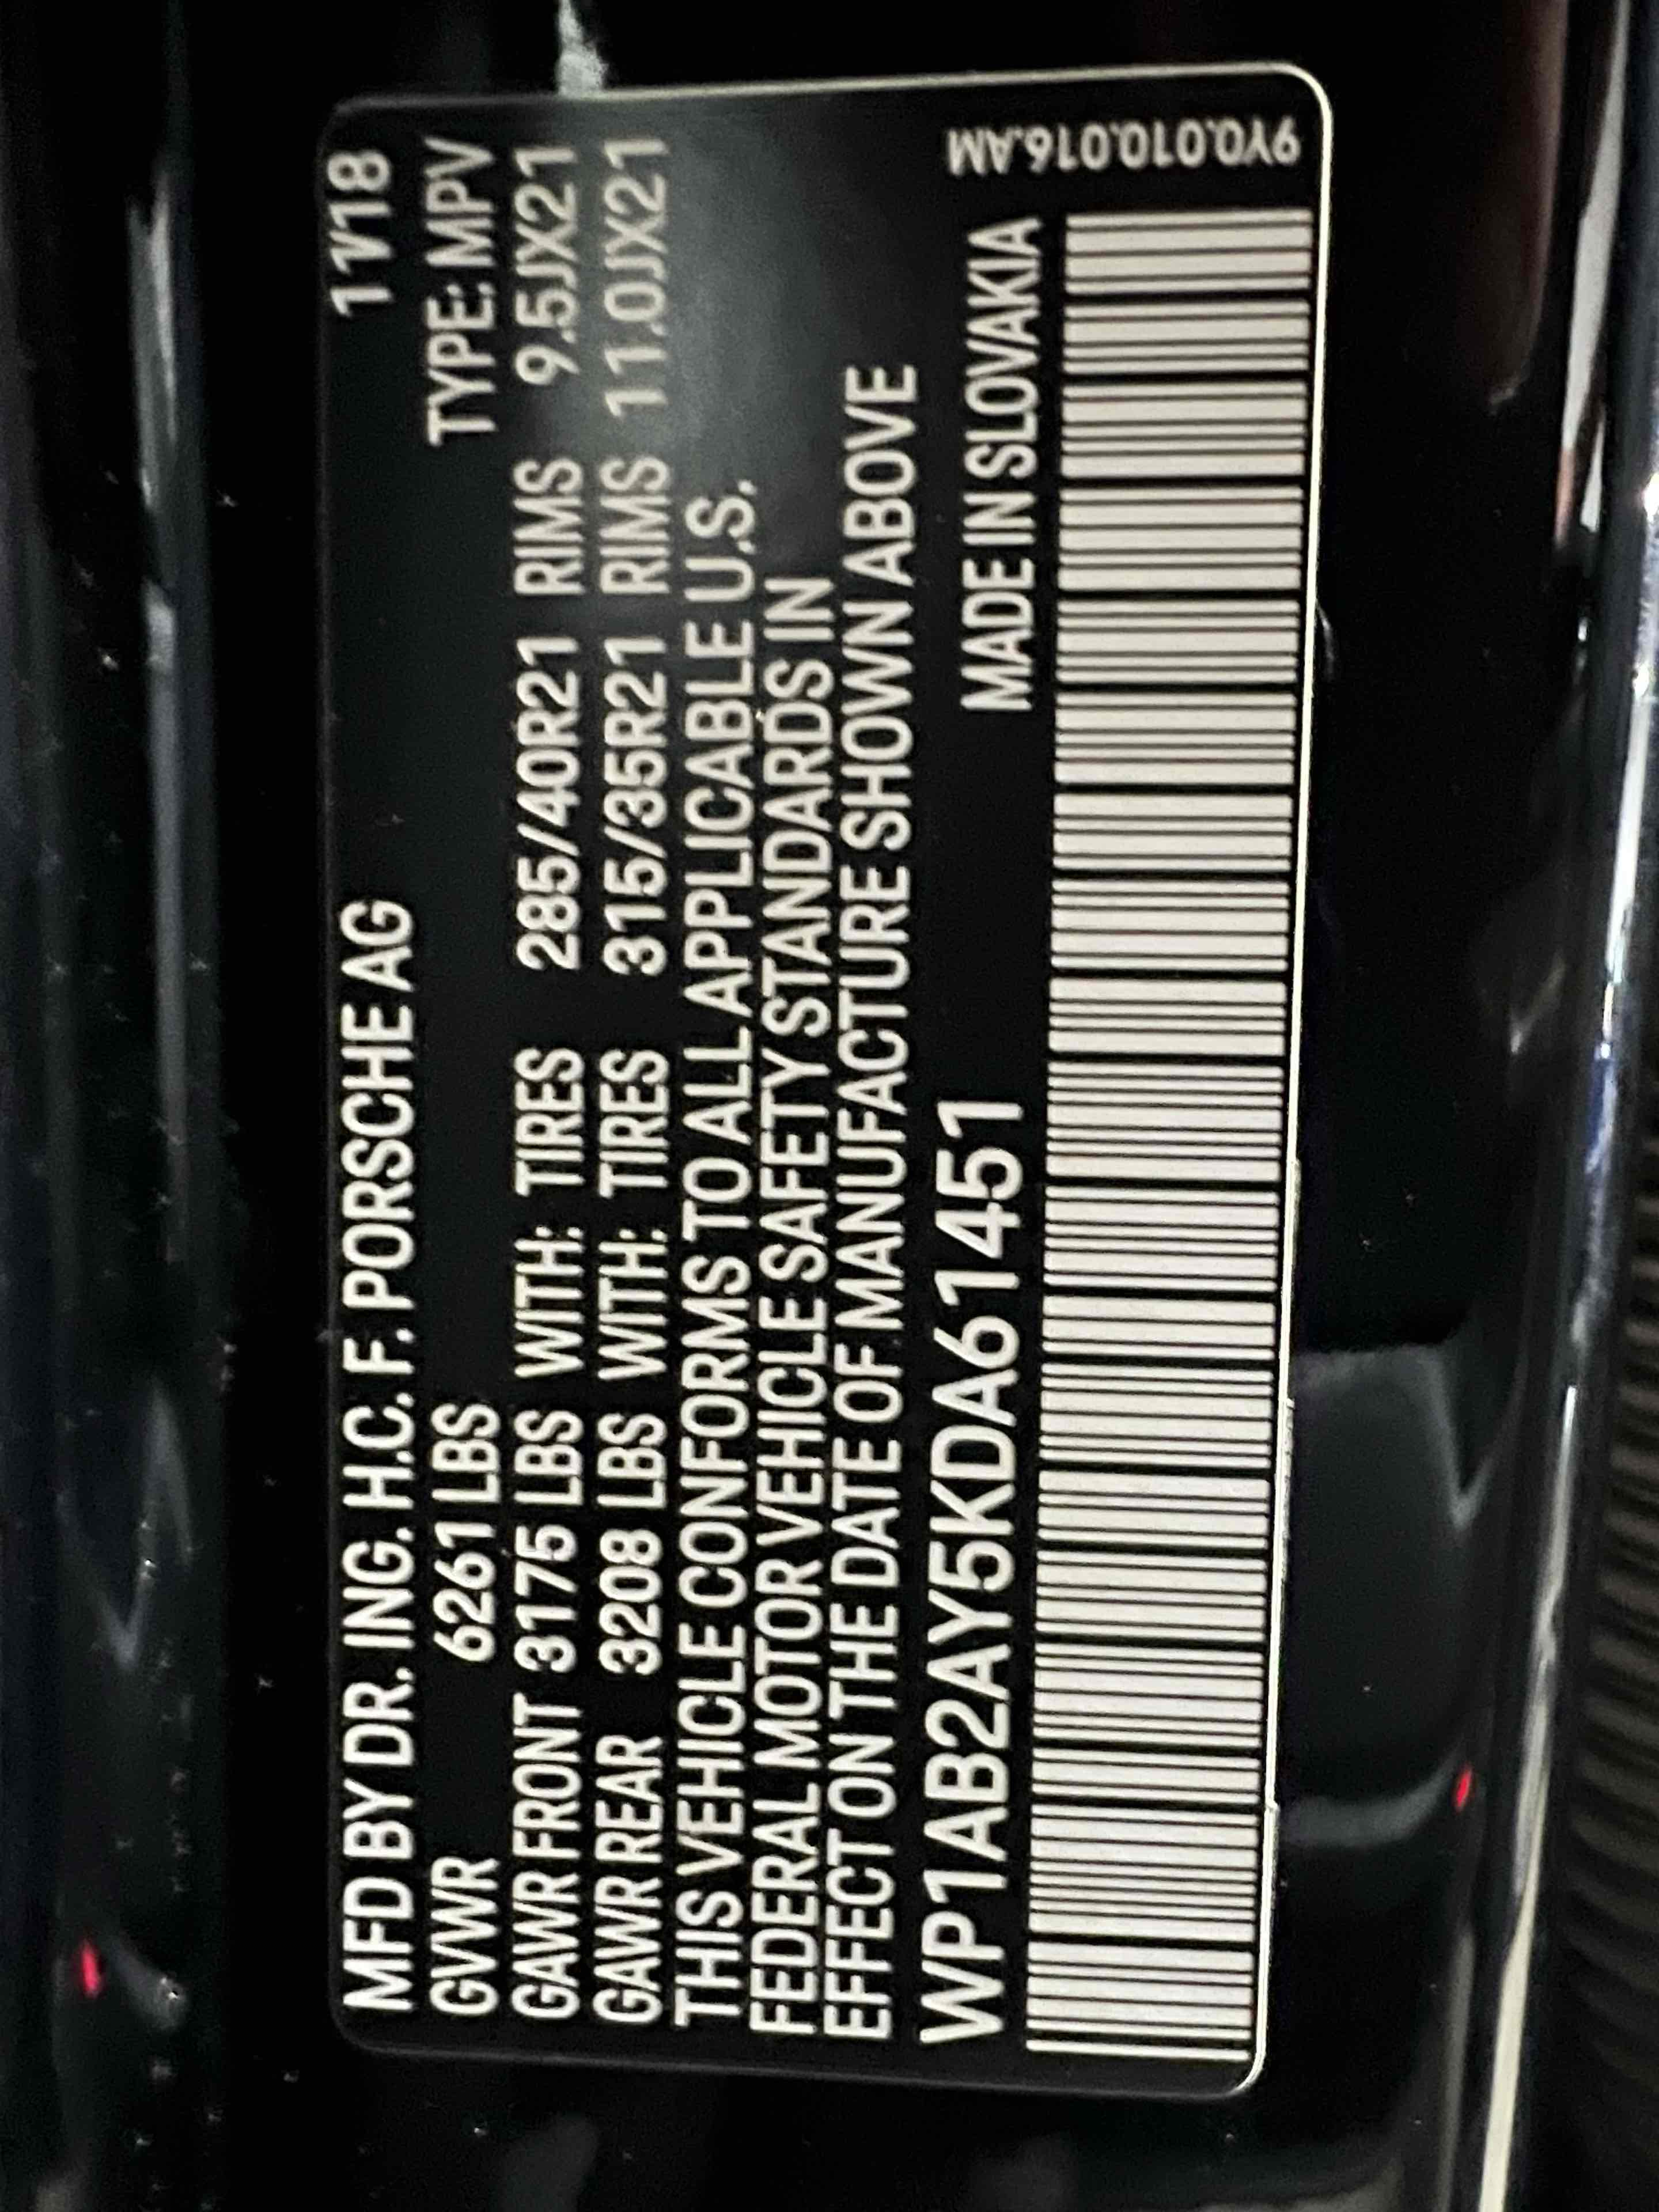 MFD BY DR. ING. H.C. F. PORSCHE AG 11/18
GVWR 6261 LBS TYPE: MPV
GAWR FRONT 3175 LBS WITH: TIRES 285/40R21 RIMS 9.5JX21
GAWR REAR 3208 LBS WITH: TIRES 315/35R21 RIMS 11.0JX21
THIS VEHICLE CONFORMS TO ALL APPLICABLE U.S.
FEDERAL MOTOR VEHICLE SAFETY STANDARDS IN
EFFECT ON THE DATE OF MANUFACTURE SHOWN ABOVE
WP1AB2AY5KDA61451 MADE IN SLOVAKIA
9Y0.010.016.AM